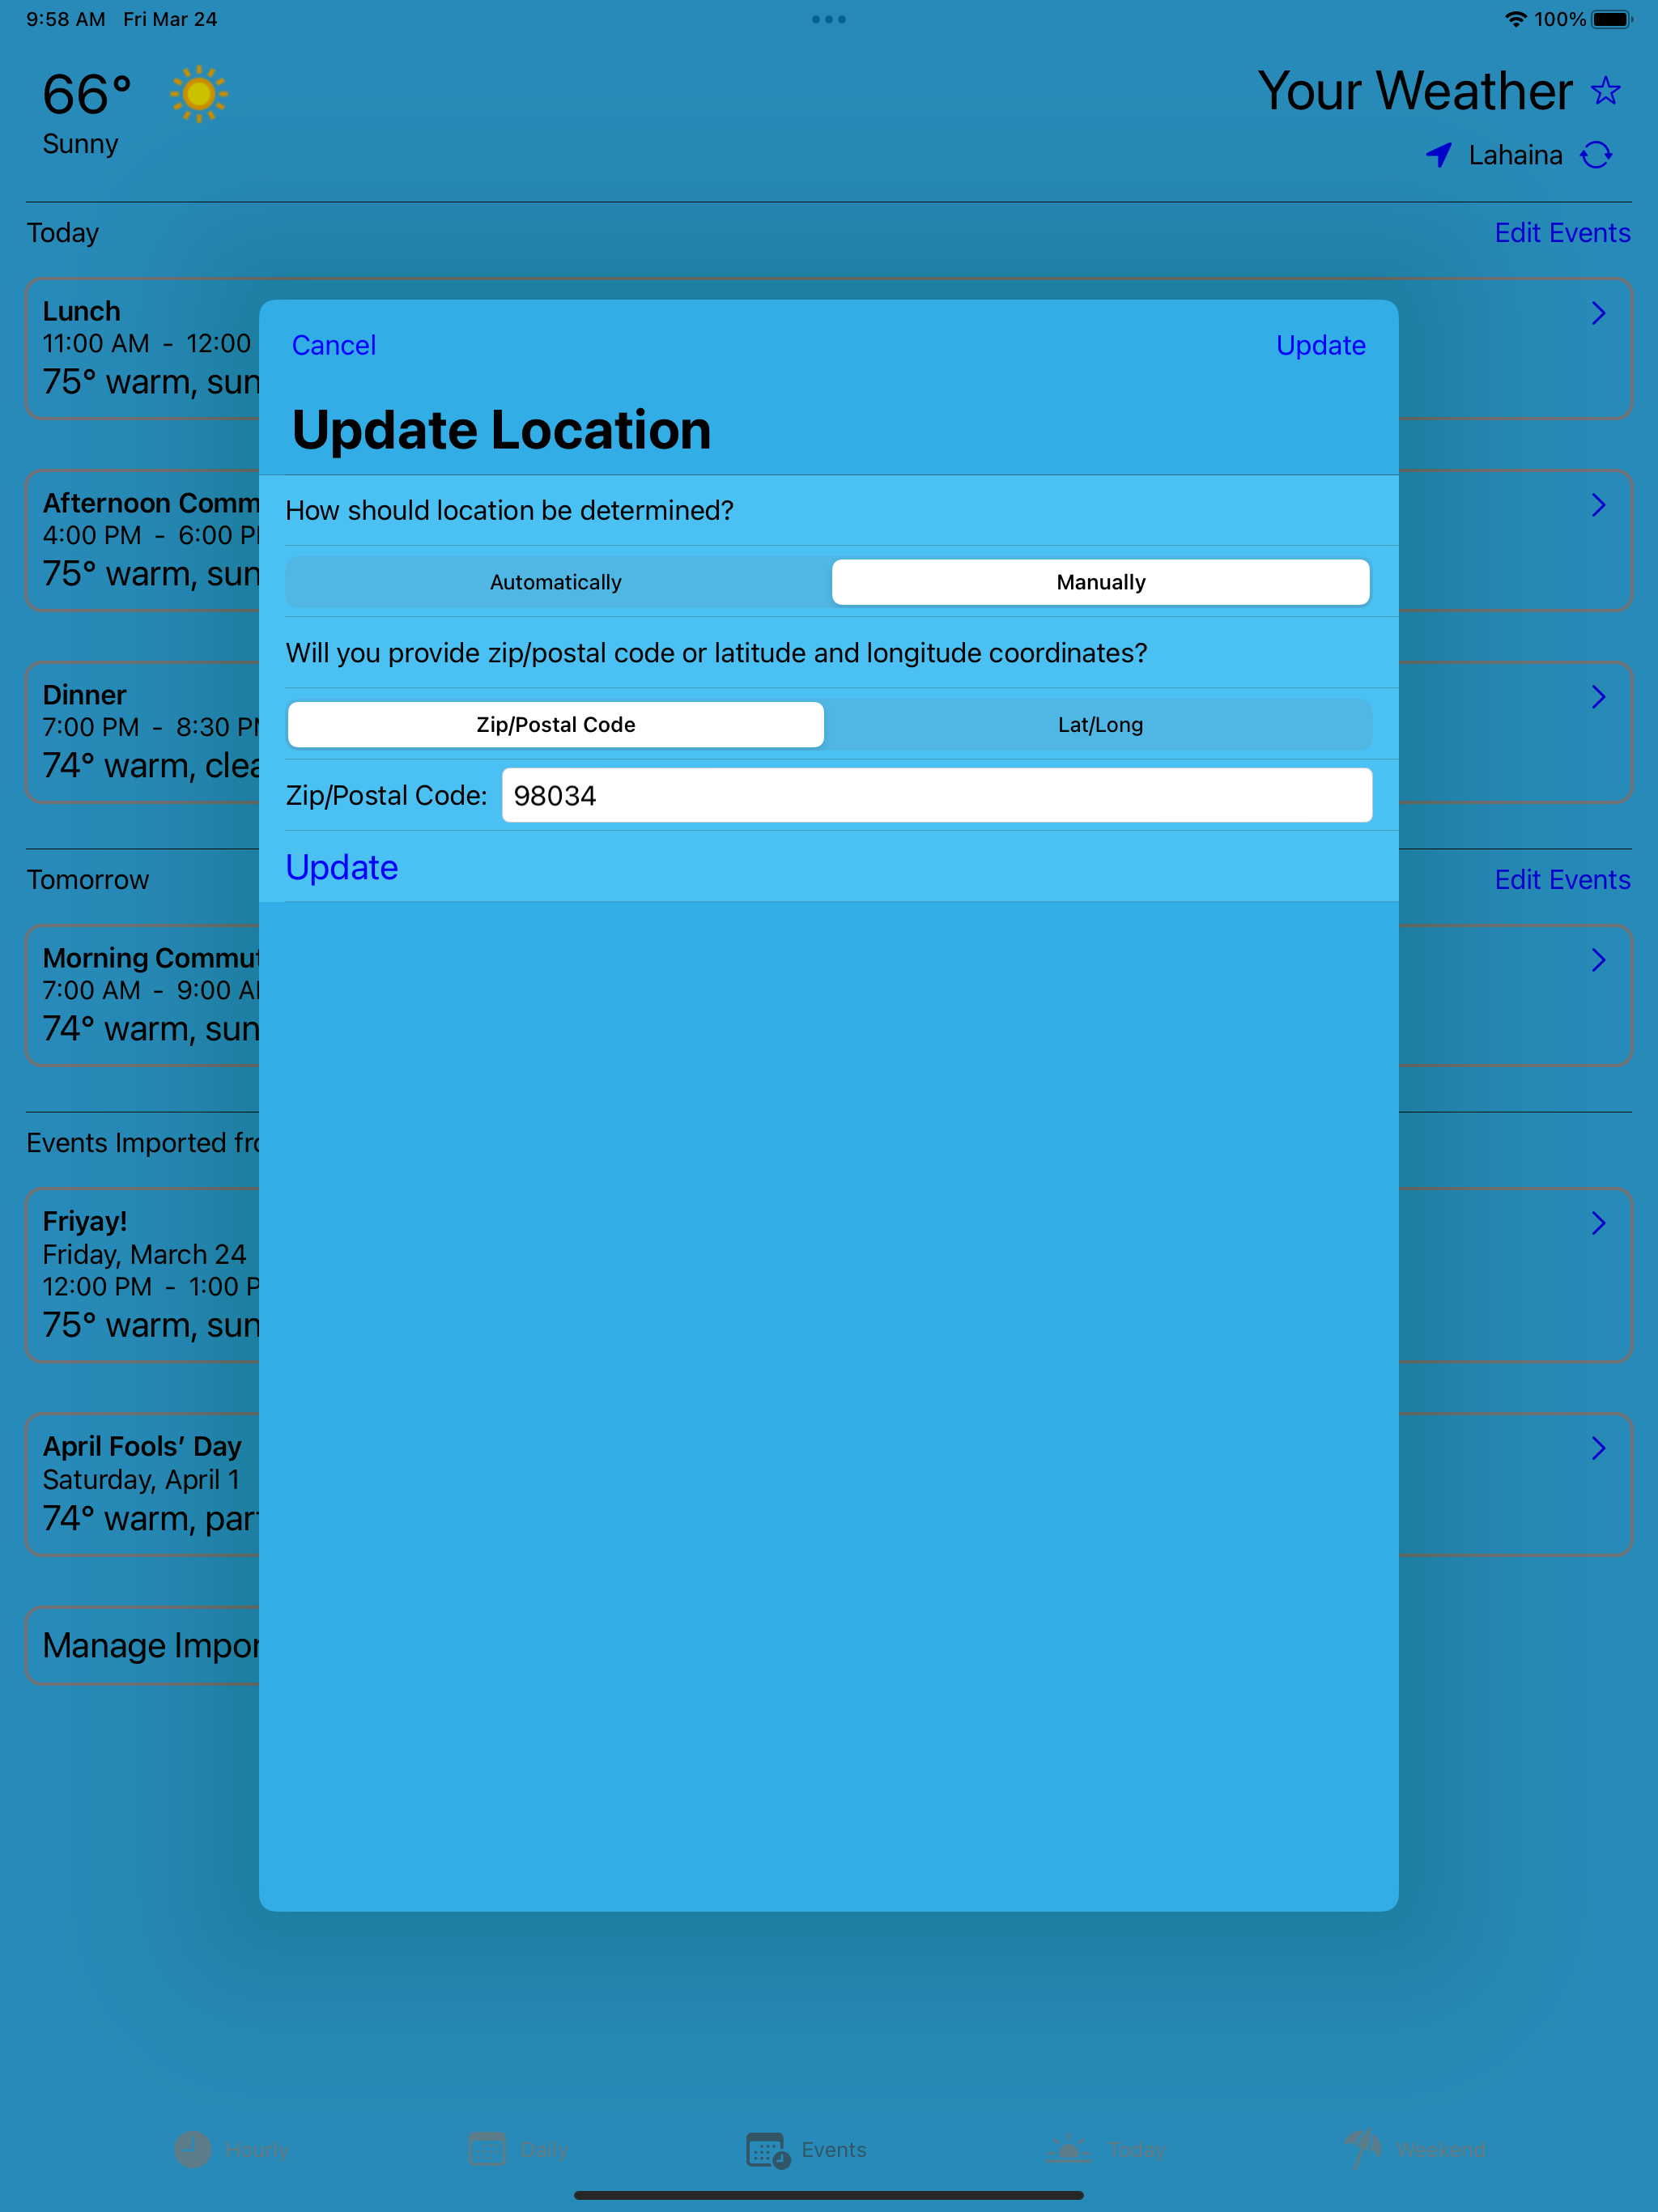 9:58 AM Fri Mar 24
100%
66°
Sunny
Your Weather
Lahaina
Today
Edit Events
Lunch
11:00 AM - 12:00
75° warm, sun
Afternoon Comm
4:00 PM - 6:00 P
75° warm, sun
Dinner
7:00 PM - 8:30 PM
74° warm, clea
Tomorrow
Edit Events
Morning Commut
7:00 AM - 9:00 A
74° warm, sun
Events Imported fro
Friyay!
Friday, March 24
12:00 PM - 1:00 P
75° warm, sun
April Fools’ Day
Saturday, April 1
74° warm, part
Manage Impor
Cancel
Update
Update Location
How should location be determined?
Automatically
Manually
Will you provide zip/postal code or latitude and longitude coordinates?
Zip/Postal Code
Lat/Long
Zip/Postal Code: 98034
Update
Hourly
Daily
Events
Today
Weekend